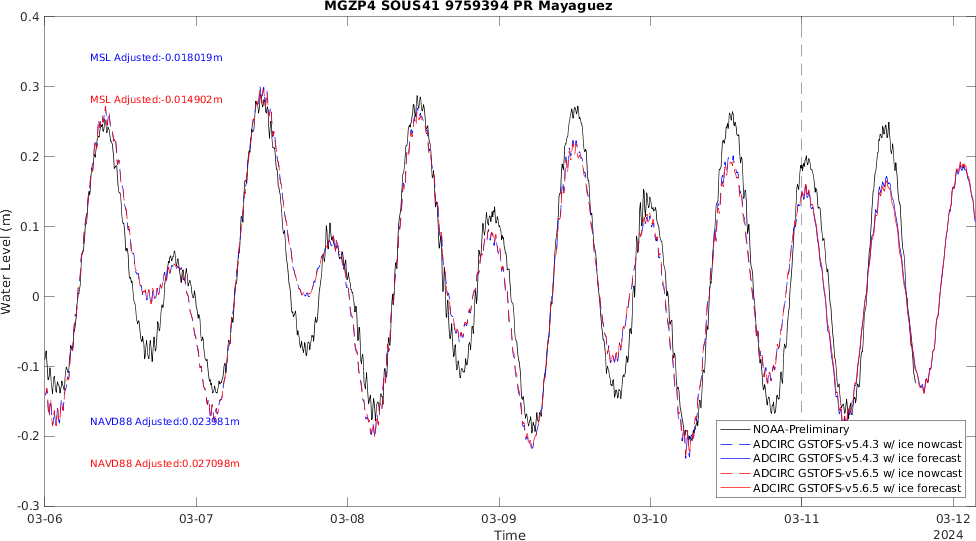 MGZP4 SOUS41 9759394 PR Mayaguez
0.4
0.3
0.2
0.1
0
-0.1
-0.2
-0.3
Water Level (m)
MSL Adjusted:-0.018019m
MSL Adjusted:-0.014902m
NAVD88 Adjusted:0.023981m
NAVD88 Adjusted:0.027098m
NOAA-Preliminary
ADCIRC GSTOFS-v5.4.3 w/ ice nowcast
ADCIRC GSTOFS-v5.4.3 w/ ice forecast
ADCIRC GSTOFS-v5.6.5 w/ ice nowcast
ADCIRC GSTOFS-v5.6.5 w/ ice forecast
03-06 03-07 03-08 03-09 03-10 03-11 03-12
Time
2024